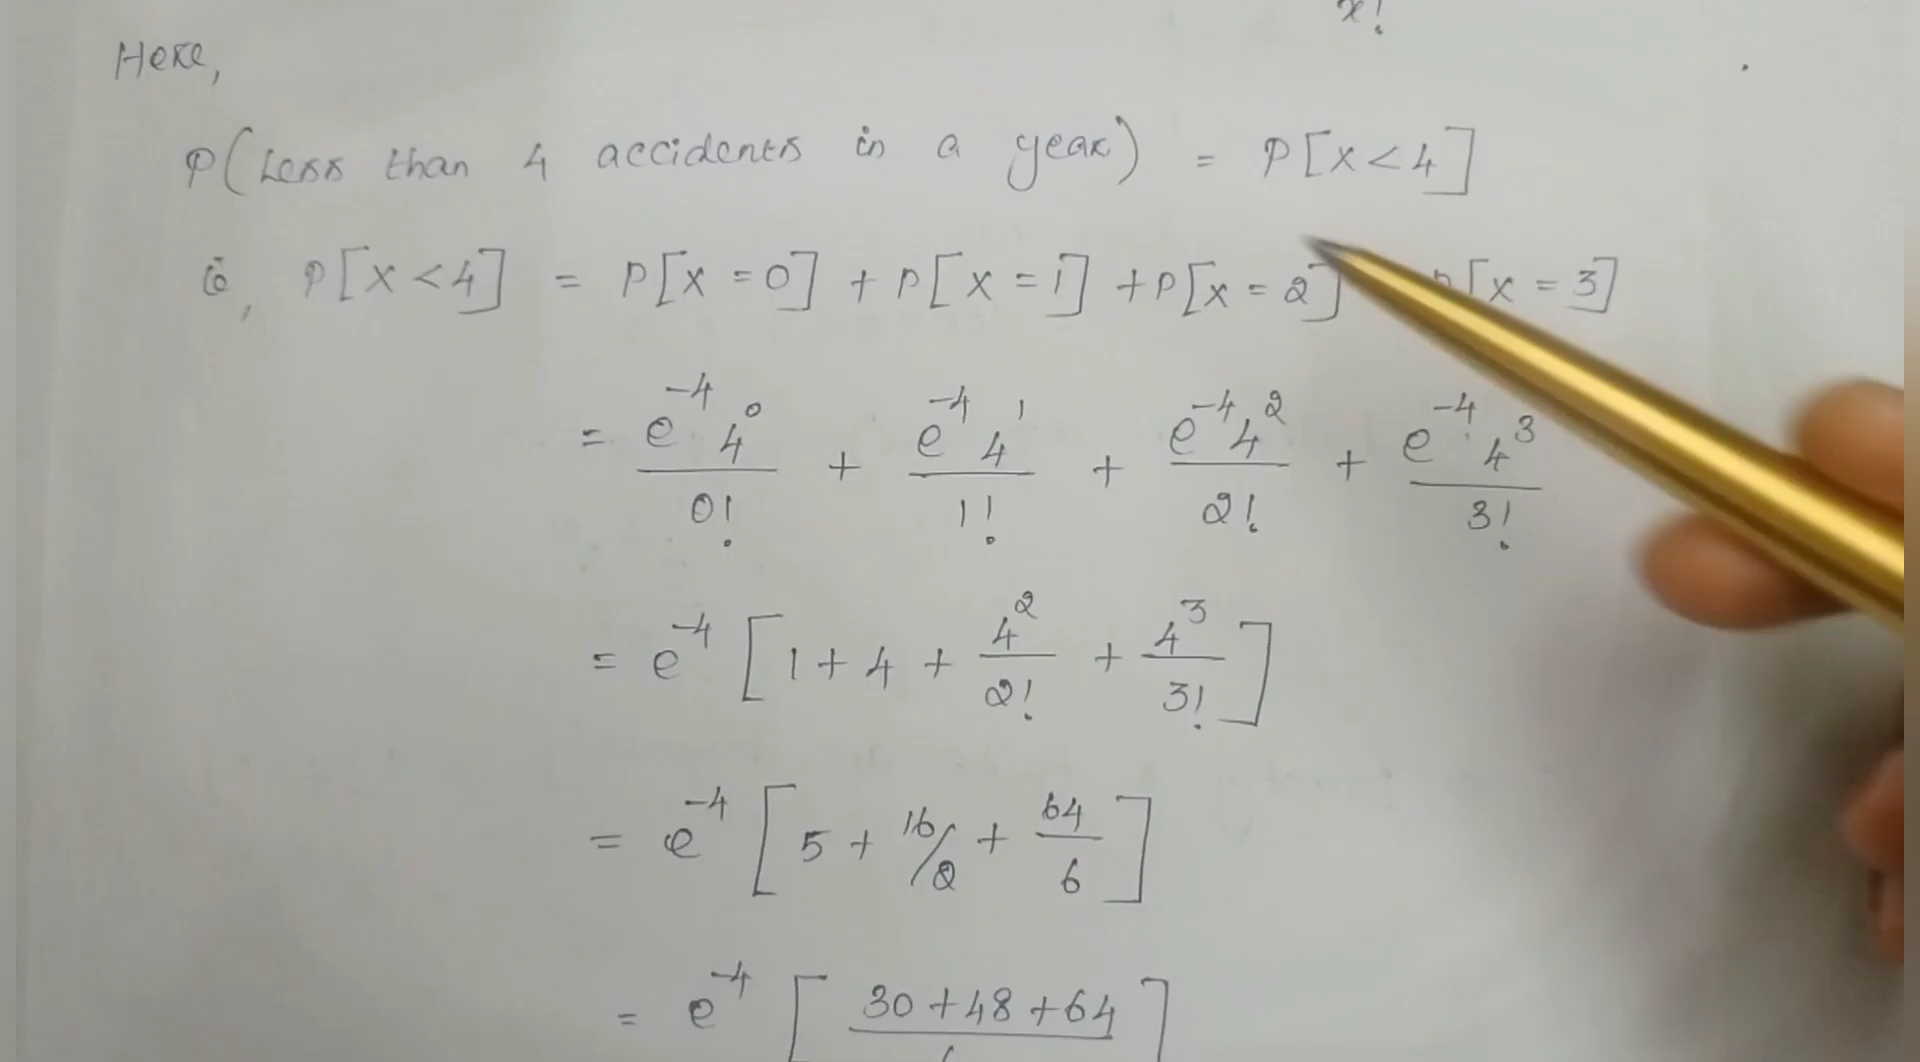 x!
Here,
P(Less than 4 accidents in a year) = P[X<4]
ie, P[X<4] = P[X=0] + P[X=1] + P[X=2] P[X=3]
= e^-4 4^0 / 0! + e^-4 4^1 / 1! + e^-4 4^2 / 2! + e^-4 4^3 / 3!
= e^-4 [1 + 4 + 4^2 / 2! + 4^3 / 3!]
= e^-4 [5 + 16/2 + 64/6]
= e^-4 [30+48+64